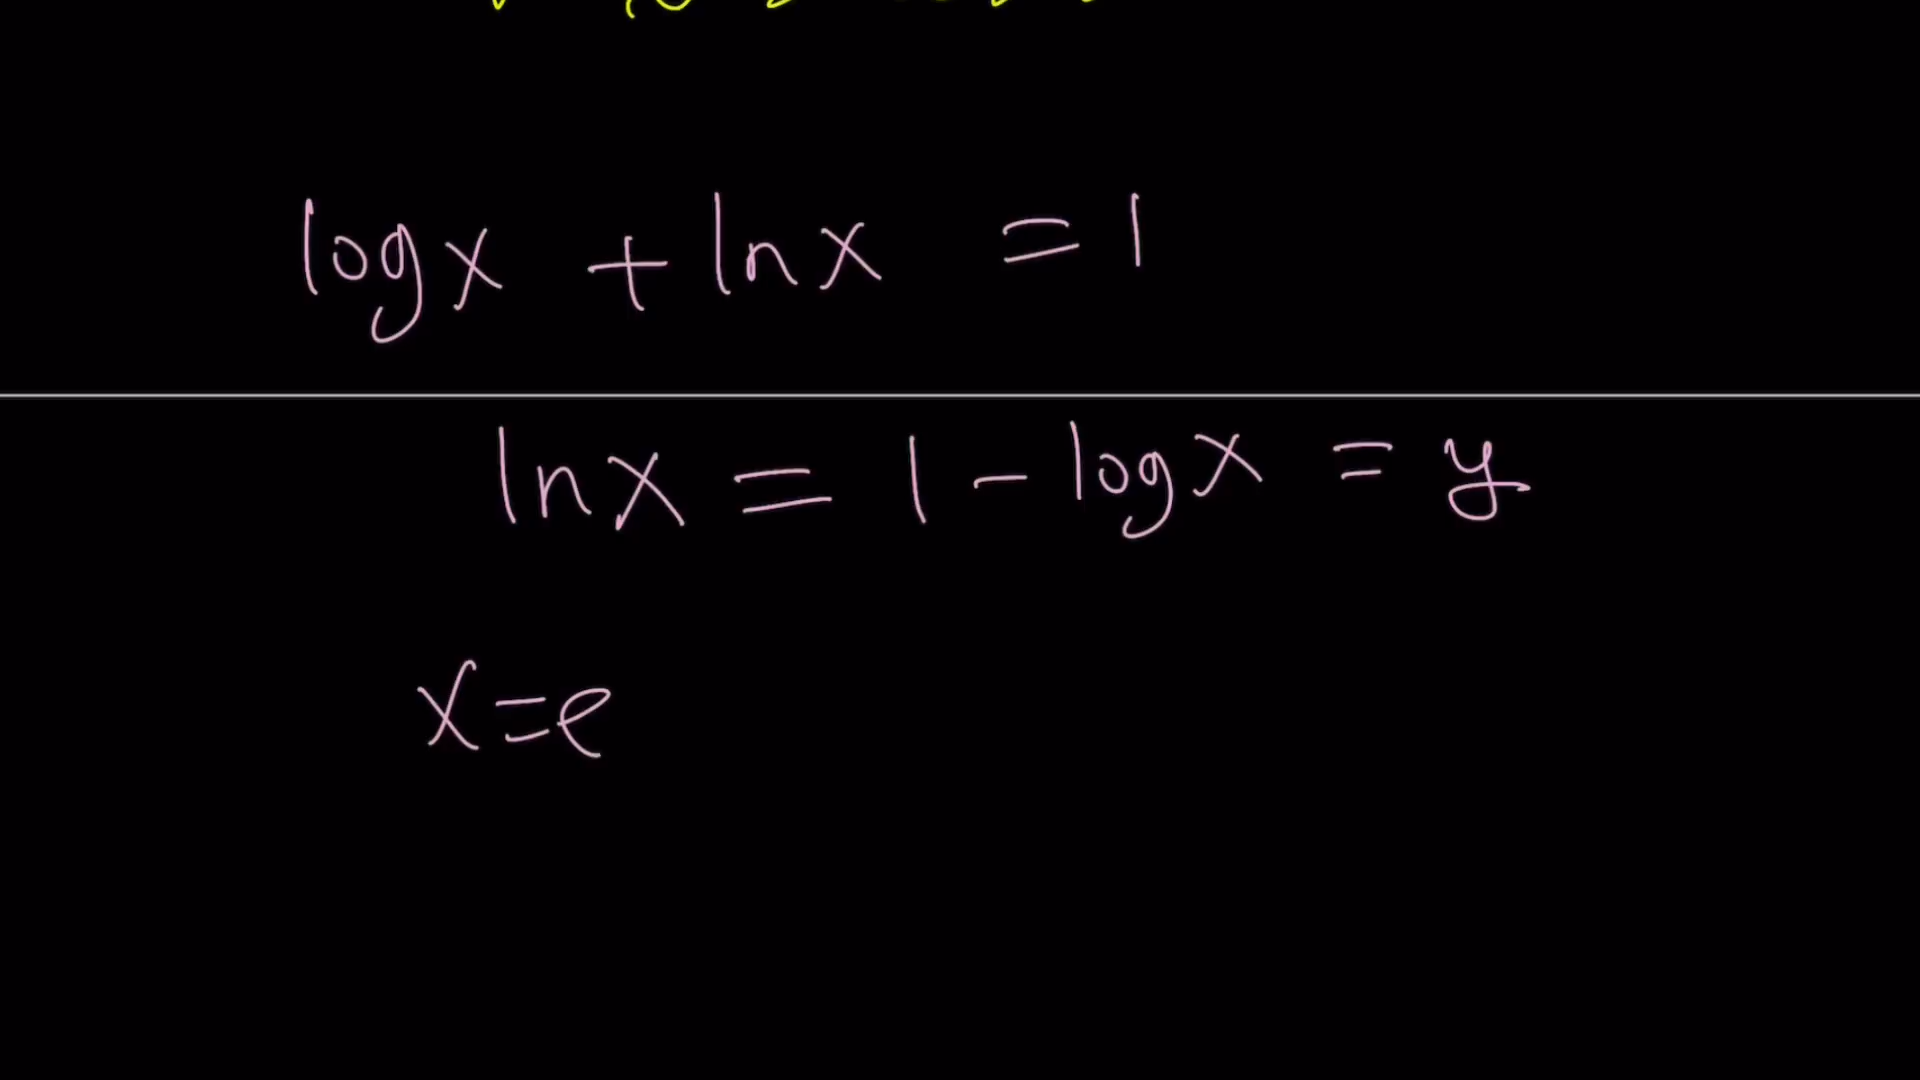 log x + ln x = 1
ln x = 1 - log x = y
x = e